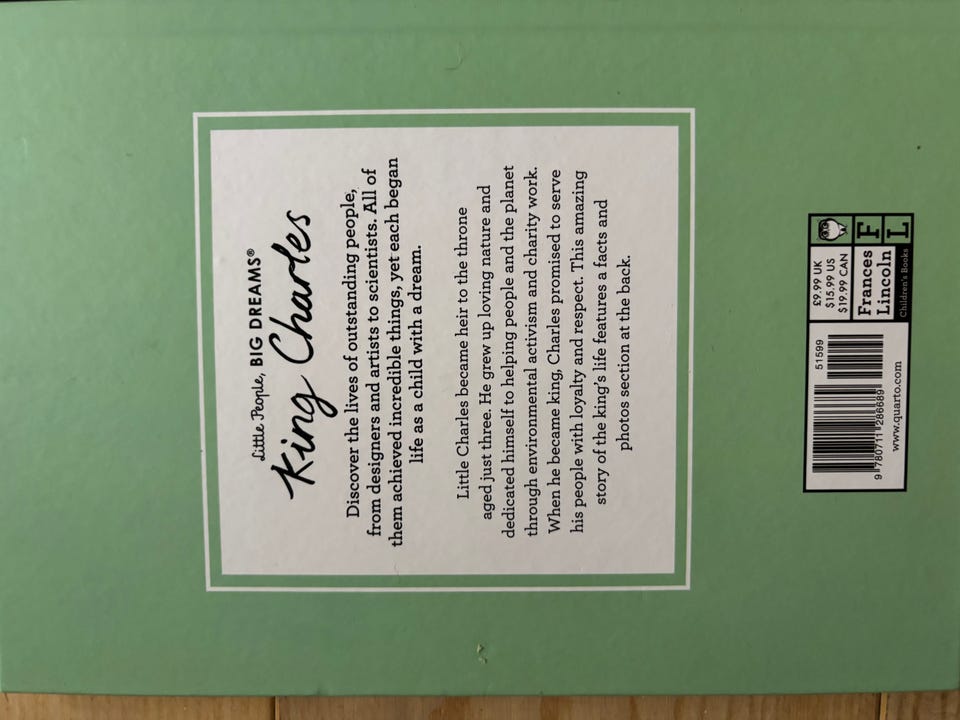 Little People, BIG DREAMS®
King Charles
Discover the lives of outstanding people,
from designers and artists to scientists. All of
them achieved incredible things, yet each began
life as a child with a dream.
Little Charles became heir to the throne
aged just three. He grew up loving nature and
dedicated himself to helping people and the planet
through environmental activism and charity work.
When he became king, Charles promised to serve
his people with loyalty and respect. This amazing
story of the king's life features a facts and
photos section at the back.
51599
9 780711 286689
www.quarto.com
£9.99 UK
$15.99 US
$19.99 CAN
Frances
Lincoln
Children's Books
F
L